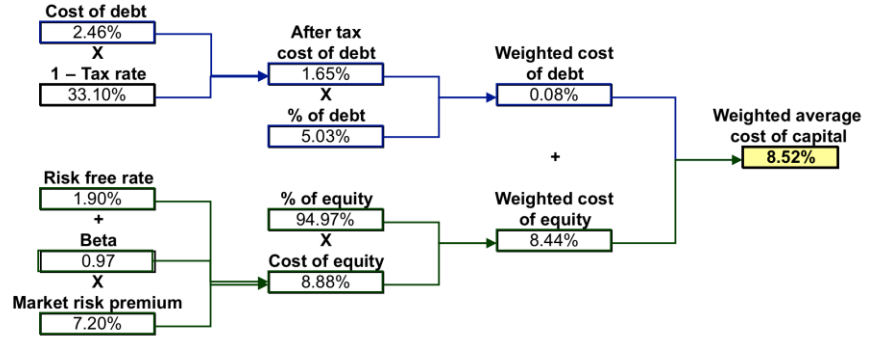 Cost of debt
2.46%
X
1 – Tax rate
33.10%
After tax
cost of debt
1.65%
X
% of debt
5.03%
Weighted cost
of debt
0.08%
+
Weighted average
cost of capital
8.52%
Risk free rate
1.90%
+
Beta
0.97
X
Market risk premium
7.20%
% of equity
94.97%
X
Cost of equity
8.88%
Weighted cost
of equity
8.44%